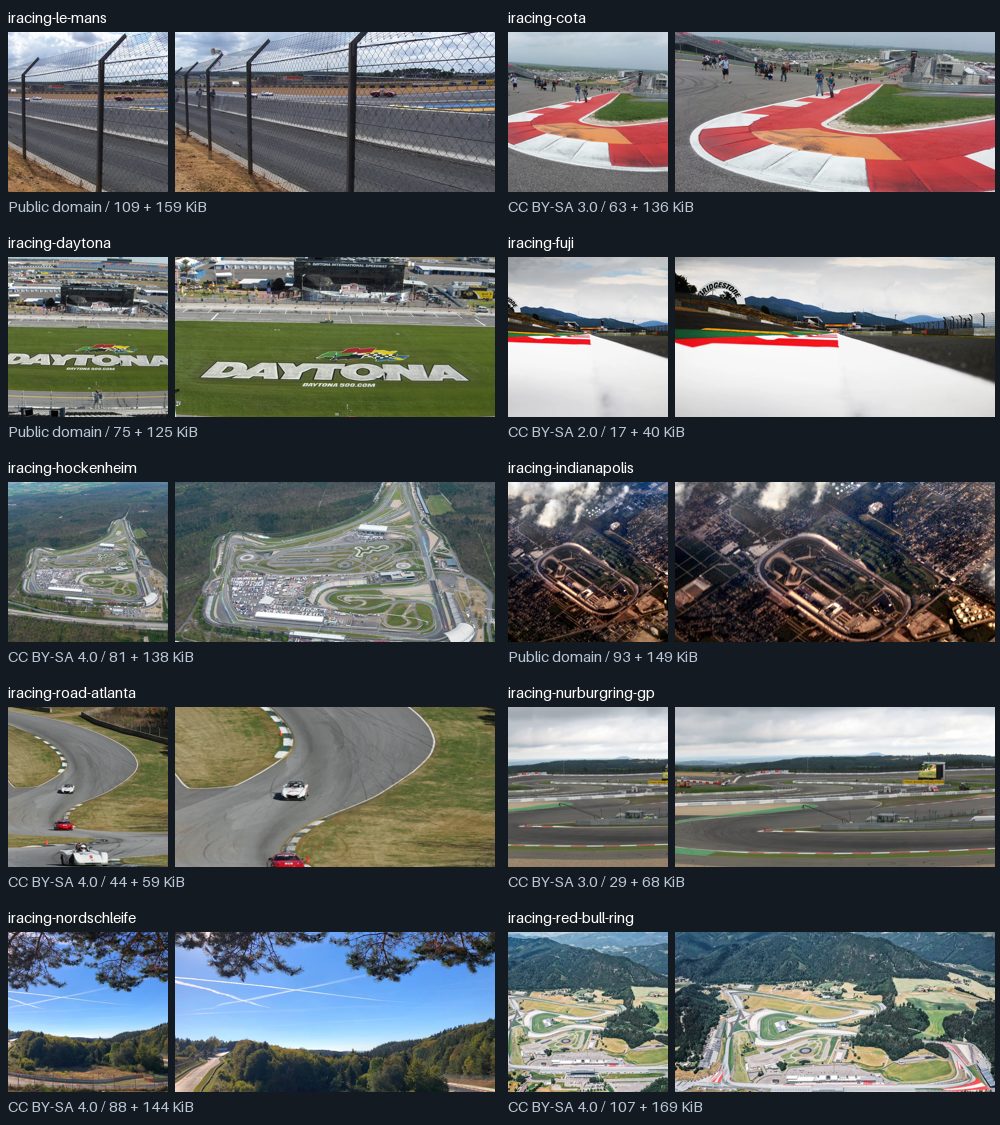 iracing-le-mans
Public domain / 109 + 159 KiB
iracing-cota
CC BY-SA 3.0 / 63 + 136 KiB
iracing-daytona
DAYTONA
DAYTONA INTERNATIONAL SPEEDWAY
DAYTONA
DAYTONA 500.COM
Public domain / 75 + 125 KiB
iracing-fuji
BRIDGESTONE
CC BY-SA 2.0 / 17 + 40 KiB
iracing-hockenheim
CC BY-SA 4.0 / 81 + 138 KiB
iracing-indianapolis
Public domain / 93 + 149 KiB
iracing-road-atlanta
CC BY-SA 4.0 / 44 + 59 KiB
iracing-nurburgring-gp
CC BY-SA 3.0 / 29 + 68 KiB
iracing-nordschleife
CC BY-SA 4.0 / 88 + 144 KiB
iracing-red-bull-ring
CC BY-SA 4.0 / 107 + 169 KiB